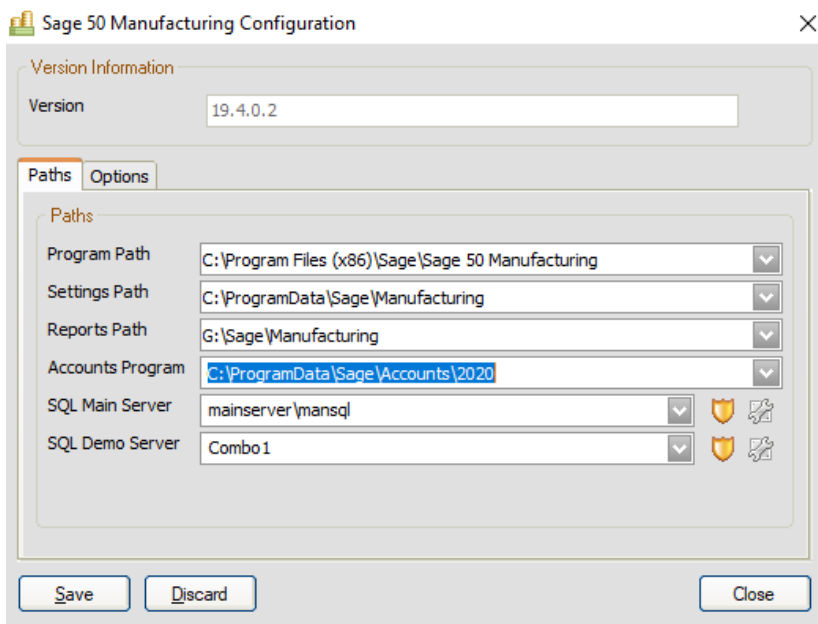 Sage 50 Manufacturing Configuration
Version Information
Version 19.4.0.2
Paths Options
Paths
Program Path C:\Program Files (x86)\Sage\Sage 50 Manufacturing
Settings Path C:\ProgramData\Sage\Manufacturing
Reports Path G:\Sage\Manufacturing
Accounts Program C:\ProgramData\Sage\Accounts\2020
SQL Main Server mainserver\mansql
SQL Demo Server Combo1
Save Discard Close